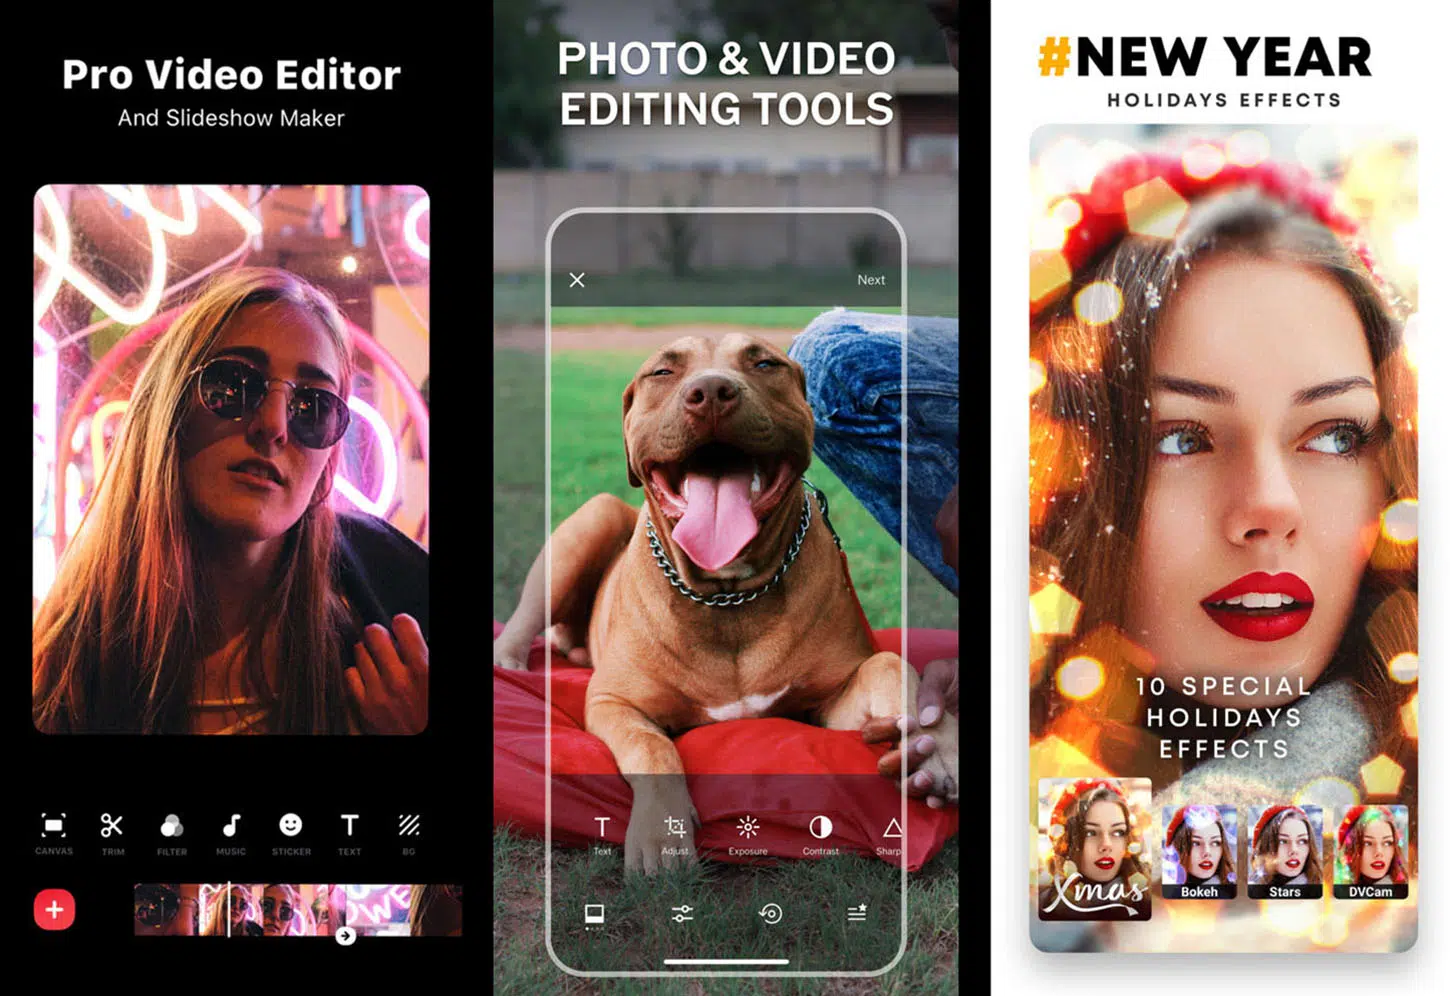 Pro Video Editor
And Slideshow Maker
CANVAS TRIM FILTER MUSIC STICKER TEXT BG
PHOTO & VIDEO
EDITING TOOLS
Next
Text Adjust Exposure Contrast Sharp
#NEW YEAR
HOLIDAYS EFFECTS
10 SPECIAL
HOLIDAYS
EFFECTS
Xmas Bokeh Stars DVCam